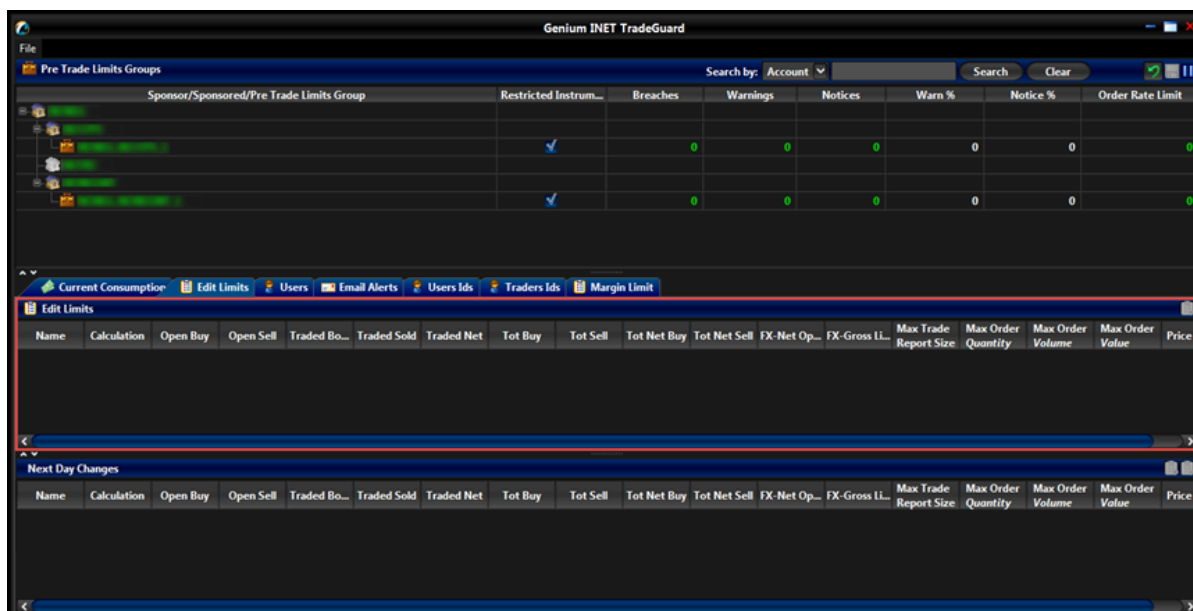 Genium INET TradeGuard
File
Pre Trade Limits Groups Search by: Account Search Clear
Sponsor/Sponsored/Pre Trade Limits Group Restricted Instrum... Breaches Warnings Notices Warn % Notice % Order Rate Limit
0 0 0 0 0 0
0 0 0 0 0 0
Current Consumption Edit Limits Users Email Alerts Users Ids Traders Ids Margin Limit
Edit Limits
Name Calculation Open Buy Open Sell Traded Bo... Traded Sold Traded Net Tot Buy Tot Sell Tot Net Buy Tot Net Sell FX-Net Op... FX-Gross Li... Max Trade Report Size Max Order Quantity Max Order Volume Max Order Value Price
Next Day Changes
Name Calculation Open Buy Open Sell Traded Bo... Traded Sold Traded Net Tot Buy Tot Sell Tot Net Buy Tot Net Sell FX-Net Op... FX-Gross Li... Max Trade Report Size Max Order Quantity Max Order Volume Max Order Value Price